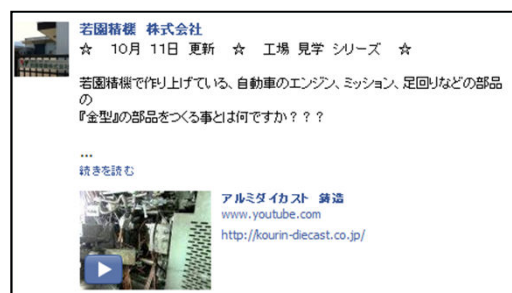 若園精機 株式会社
☆ 10月 11日 更新 ☆ 工場 見学 シリーズ ☆
若園精機で作り上げている、自動車のエンジン、ミッション、足回りなどの部品
の
『金型』の部品をつくる事とは何ですか？？？
...
続きを読む
アルミダイカスト 鋳造
www.youtube.com
http://kourin-diecast.co.jp/